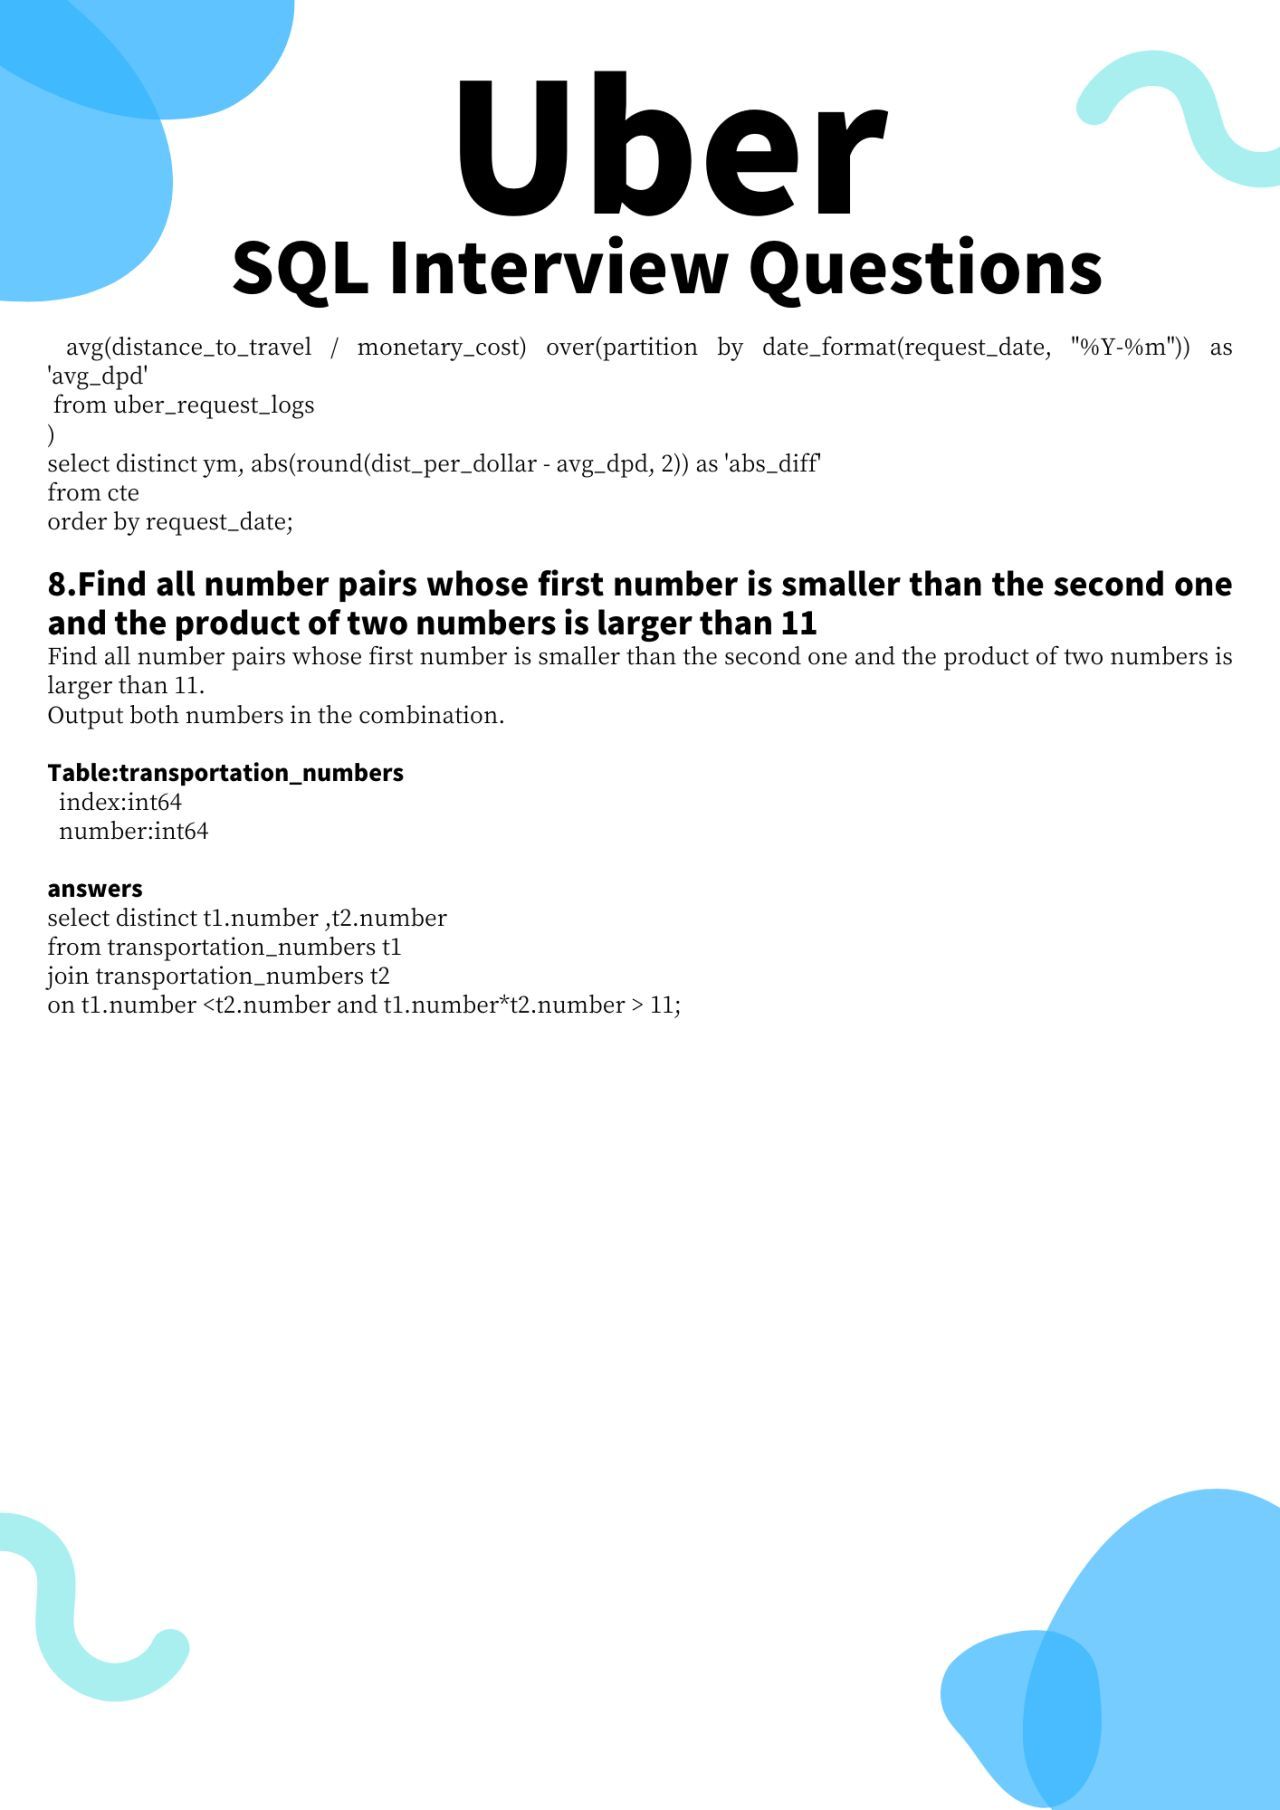 Uber
SQL Interview Questions
avg(distance_to_travel / monetary_cost) over(partition by date_format(request_date, "%Y-%m")) as
'avg_dpd'
from uber_request_logs
)
select distinct ym, abs(round(dist_per_dollar - avg_dpd, 2)) as 'abs_diff'
from cte
order by request_date;
8.Find all number pairs whose first number is smaller than the second one
and the product of two numbers is larger than 11
Find all number pairs whose first number is smaller than the second one and the product of two numbers is
larger than 11.
Output both numbers in the combination.
Table:transportation_numbers
index:int64
number:int64
answers
select distinct t1.number ,t2.number
from transportation_numbers t1
join transportation_numbers t2
on t1.number <t2.number and t1.number*t2.number > 11;